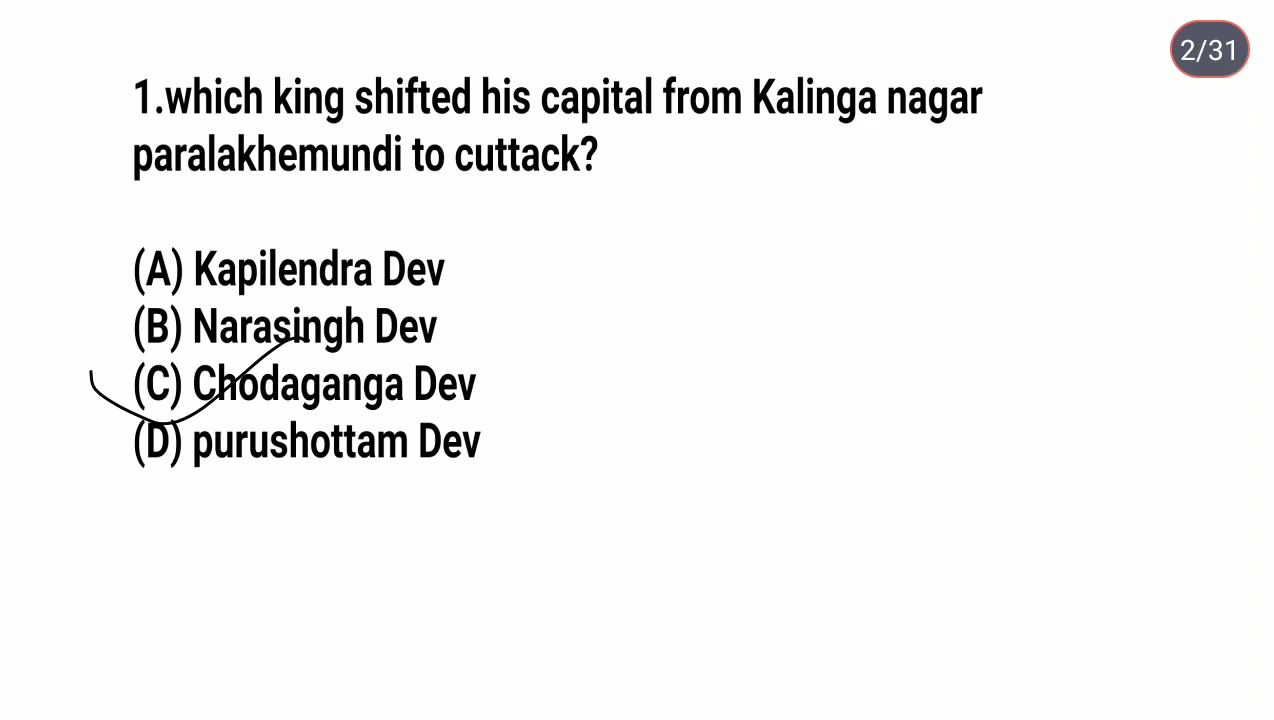 2/31
1.which king shifted his capital from Kalinga nagar
paralakhemundi to cuttack?
(A) Kapilendra Dev
(B) Narasingh Dev
(C) Chodaganga Dev
(D) purushottam Dev